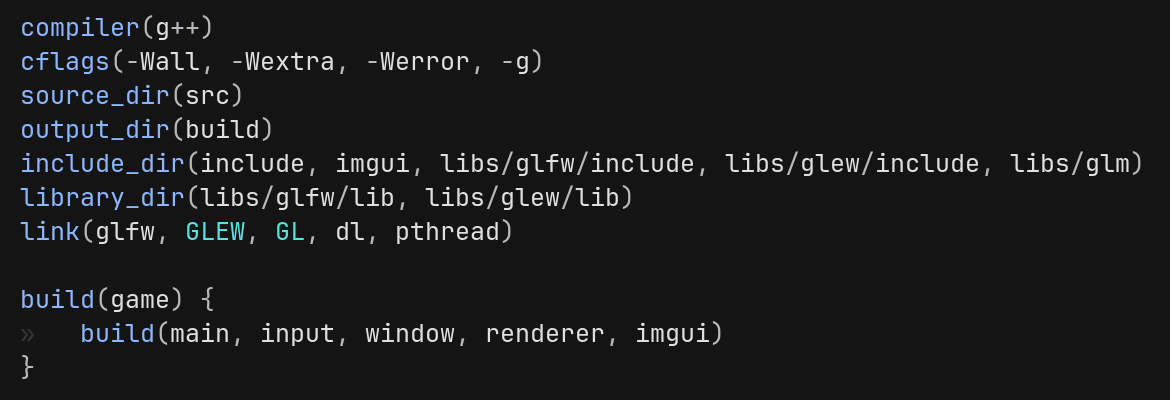 compiler(g++)
cflags(-Wall, -Wextra, -Werror, -g)
source_dir(src)
output_dir(build)
include_dir(include, imgui, libs/glfw/include, libs/glew/include, libs/glm)
library_dir(libs/glfw/lib, libs/glew/lib)
link(glfw, GLEW, GL, dl, pthread)

build(game) {
»   build(main, input, window, renderer, imgui)
}